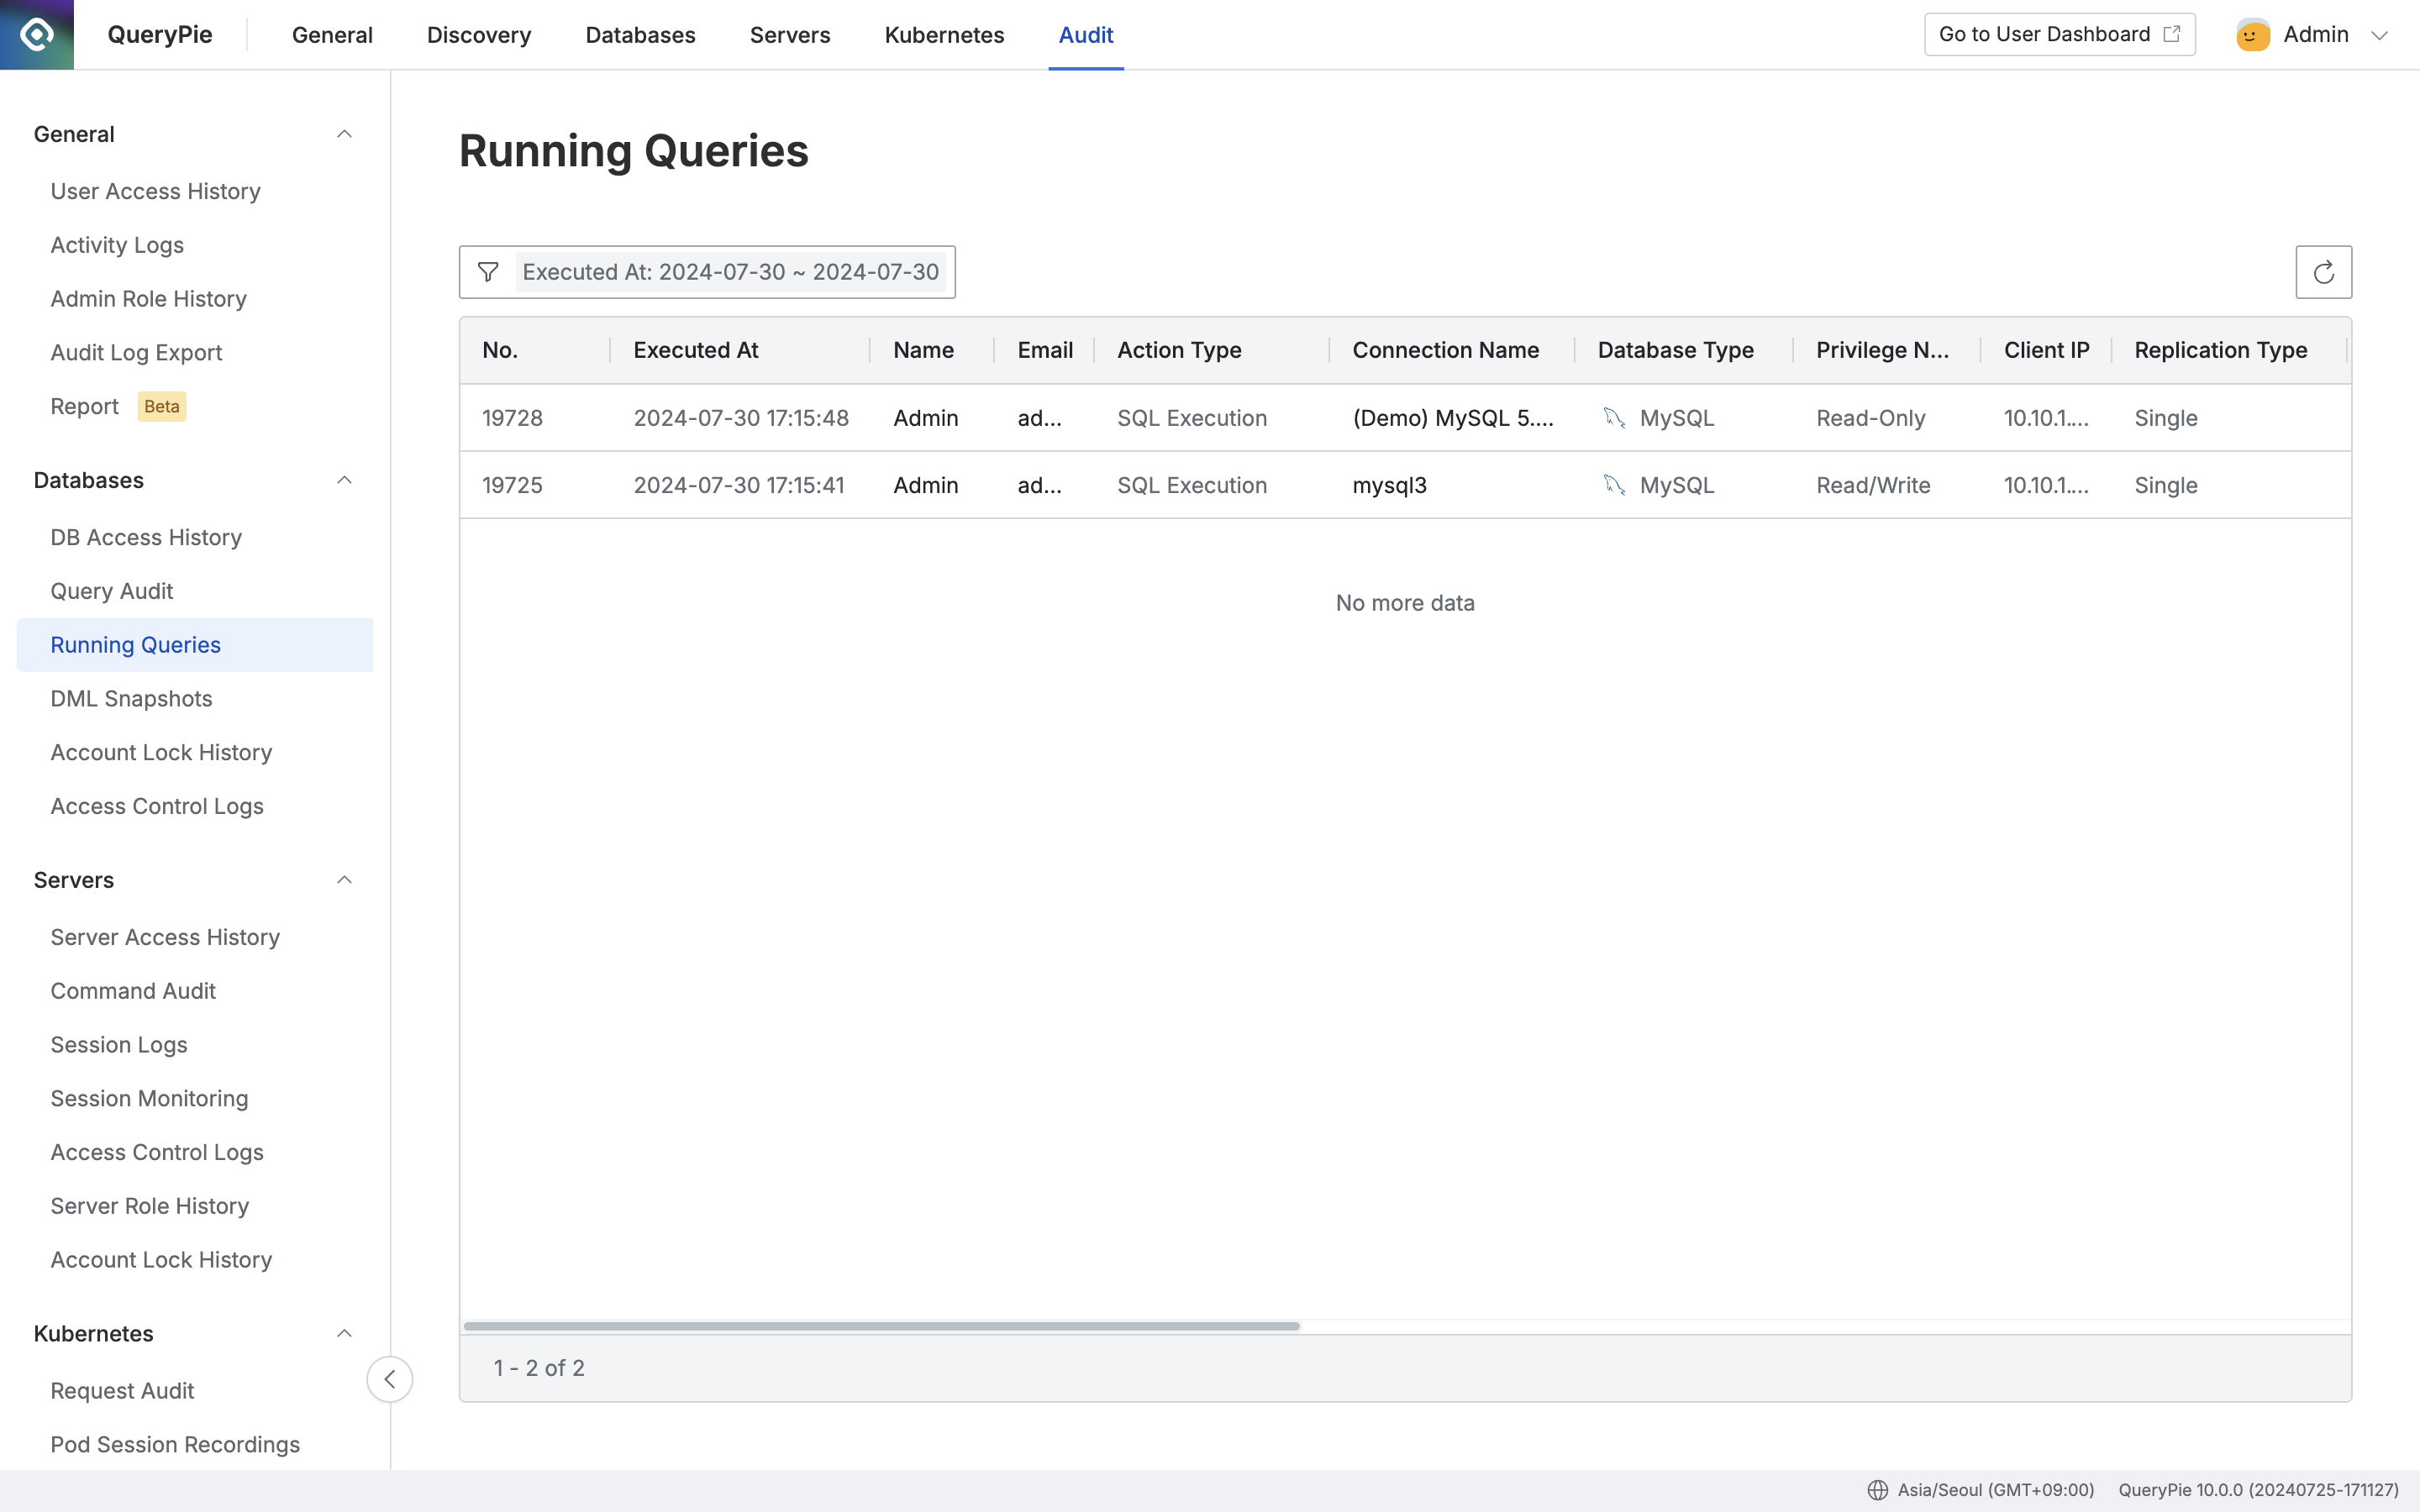 QueryPie General Discovery Databases Servers Kubernetes Audit Go to User Dashboard Admin
General
User Access History
Activity Logs
Admin Role History
Audit Log Export
Report Beta
Databases
DB Access History
Query Audit
Running Queries
DML Snapshots
Account Lock History
Access Control Logs
Servers
Server Access History
Command Audit
Session Logs
Session Monitoring
Access Control Logs
Server Role History
Account Lock History
Kubernetes
Request Audit
Pod Session Recordings
Running Queries
Executed At: 2024-07-30 ~ 2024-07-30
No. Executed At Name Email Action Type Connection Name Database Type Privilege N... Client IP Replication Type
19728 2024-07-30 17:15:48 Admin ad... SQL Execution (Demo) MySQL 5.... MySQL Read-Only 10.10.1.... Single
19725 2024-07-30 17:15:41 Admin ad... SQL Execution mysql3 MySQL Read/Write 10.10.1.... Single
No more data
1 - 2 of 2
Asia/Seoul (GMT+09:00) QueryPie 10.0.0 (20240725-171127)